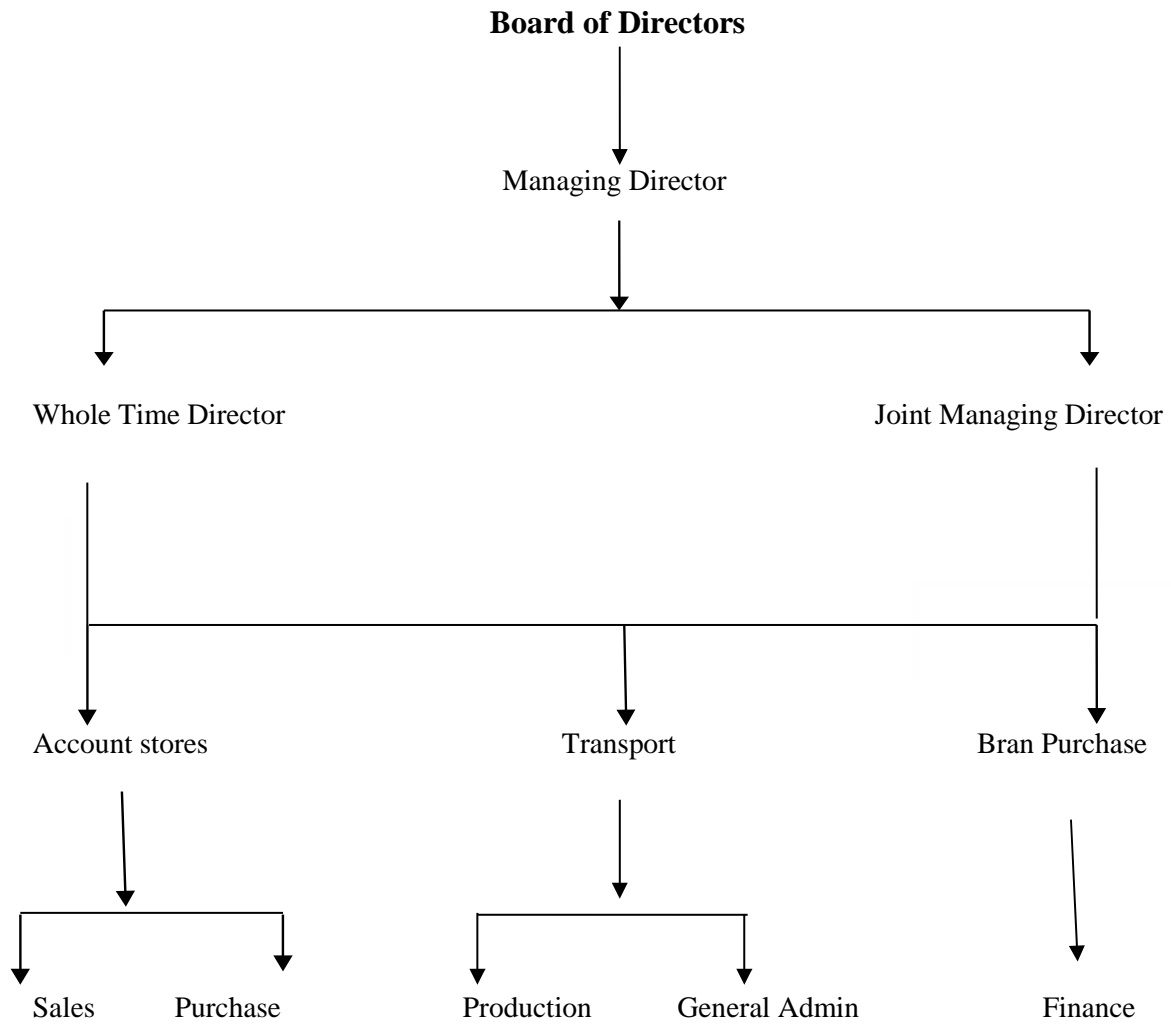 Board of Directors
Managing Director
Whole Time Director
Joint Managing Director
Account stores
Transport
Bran Purchase
Sales
Purchase
Production
General Admin
Finance